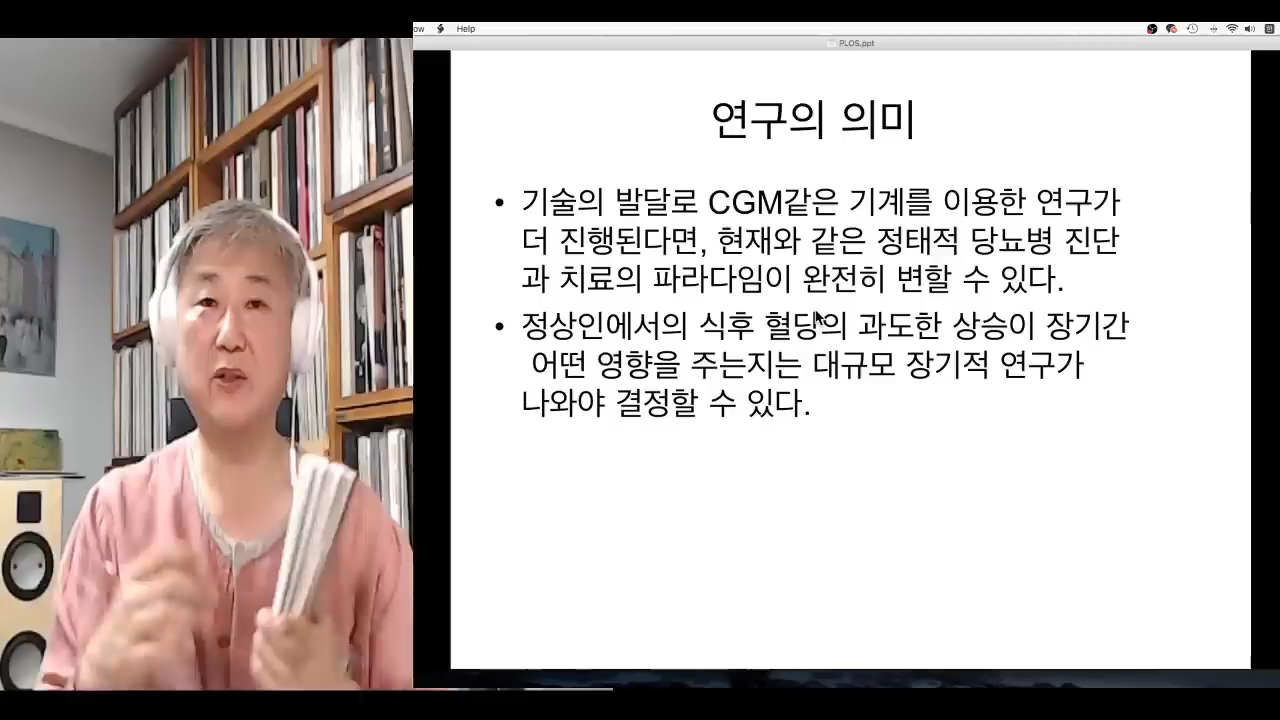 ow
Help
PLOS.ppt
연구의 의미
• 기술의 발달로 CGM같은 기계를 이용한 연구가
더 진행된다면, 현재와 같은 정태적 당뇨병 진단
과 치료의 파라다임이 완전히 변할 수 있다.
• 정상인에서의 식후 혈당의 과도한 상승이 장기간
어떤 영향을 주는지는 대규모 장기적 연구가
나와야 결정할 수 있다.